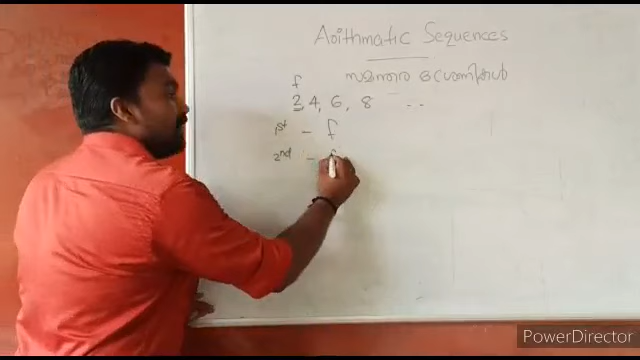 Arithmatic Sequences
സമാന്തര ശ്രേണികൾ
f
2, 4, 6, 8 ...
1st - f
2nd - f
PowerDirector